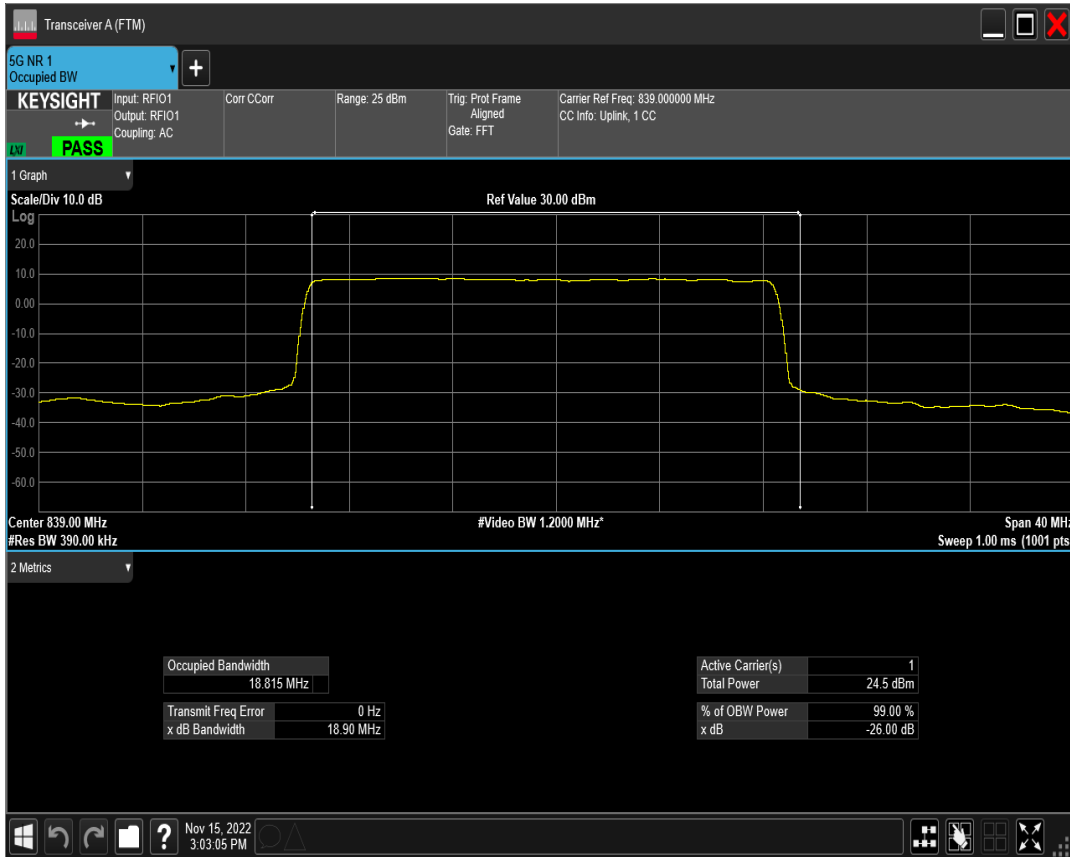 Transceiver A (FTM)
5G NR 1
Occupied BW
+
KEYSIGHT
LXI
PASS
Input: RFIO1
Output: RFIO1
Coupling: AC
Corr CCorr
Range: 25 dBm
Trig: Prot Frame
Aligned
Gate: FFT
Carrier Ref Freq: 839.000000 MHz
CC Info: Uplink, 1 CC
1 Graph
Scale/Div 10.0 dB
Ref Value 30.00 dBm
Log
20.0
10.0
0.00
-10.0
-20.0
-30.0
-40.0
-50.0
-60.0
Center 839.00 MHz
#Video BW 1.2000 MHz*
Span 40 MHz
#Res BW 390.00 kHz
Sweep 1.00 ms (1001 pts
2 Metrics
Occupied Bandwidth
18.815 MHz
Transmit Freq Error 0 Hz
x dB Bandwidth 18.90 MHz
Active Carrier(s) 1
Total Power 24.5 dBm
% of OBW Power 99.00 %
x dB -26.00 dB
?
Nov 15, 2022
3:03:05 PM